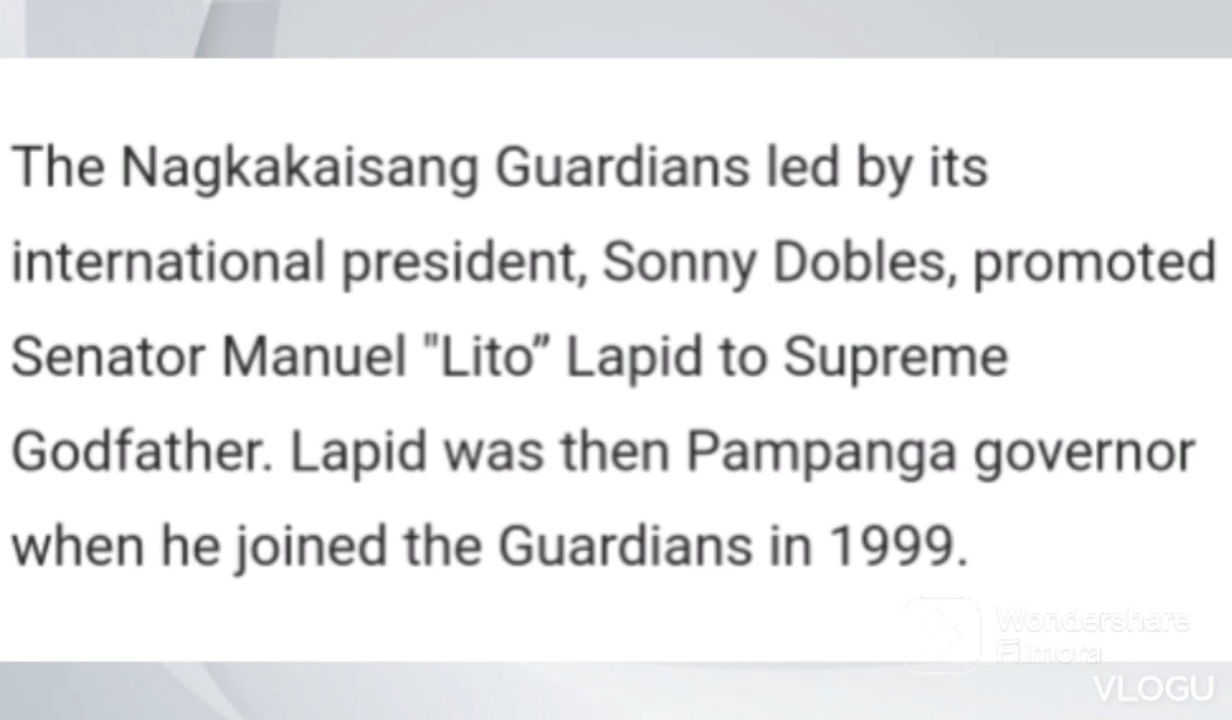 The Nagkakaisang Guardians led by its
international president, Sonny Dobles, promoted
Senator Manuel "Lito” Lapid to Supreme
Godfather. Lapid was then Pampanga governor
when he joined the Guardians in 1999.
Wondershare
Filmora
VLOGU